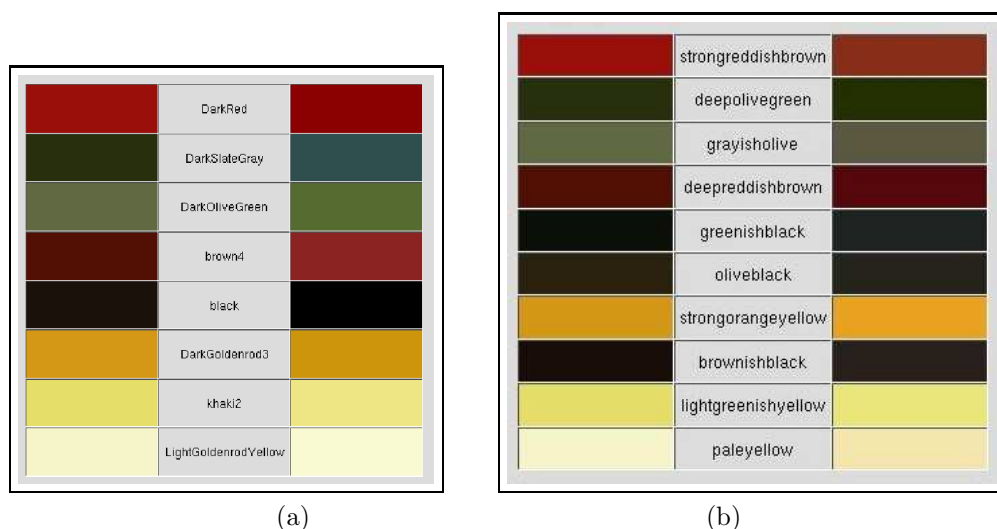 DarkRed
DarkSlateGray
DarkOliveGreen
brown4
black
DarkGoldenrod3
khaki2
LightGoldenrodYellow
(a)
strongreddishbrown
deepolivegreen
grayisholive
deepreddishbrown
greenishblack
oliveblack
strongorangeyellow
brownishblack
lightgreenishyellow
paleyellow
(b)